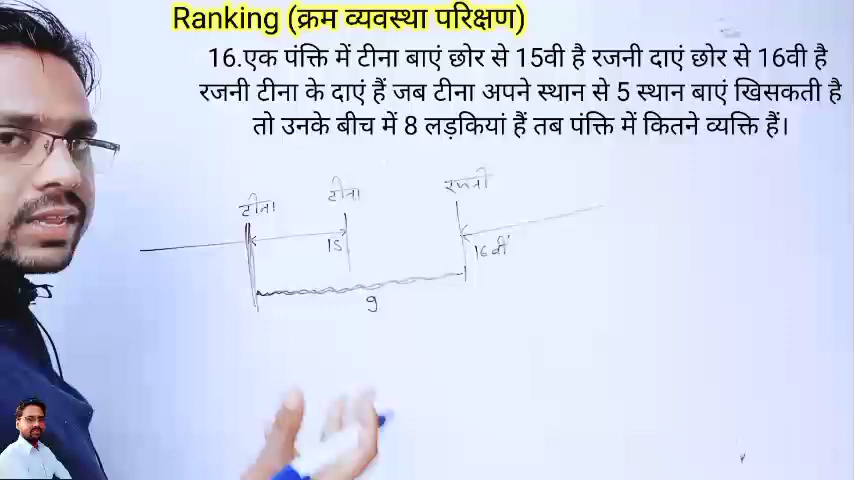 Ranking (क्रम व्यवस्था परिक्षण)
16.एक पंक्ति में टीना बाएं छोर से 15वी है रजनी दाएं छोर से 16वी है
रजनी टीना के दाएं हैं जब टीना अपने स्थान से 5 स्थान बाएं खिसकती है
तो उनके बीच में 8 लड़कियां हैं तब पंक्ति में कितने व्यक्ति हैं।
टीना टीना रजनी
15 16वीं
9